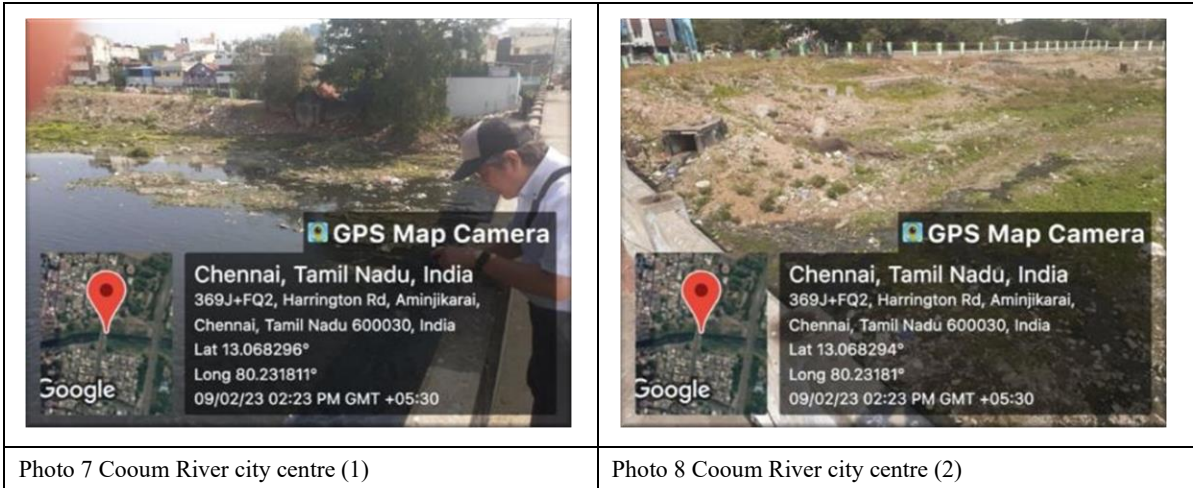 GPS Map Camera
Chennai, Tamil Nadu, India
369J+FQ2, Harrington Rd, Aminjikarai,
Chennai, Tamil Nadu 600030, India
Lat 13.068296°
Long 80.231811°
09/02/23 02:23 PM GMT +05:30
Google
Photo 7 Cooum River city centre (1)
GPS Map Camera
Chennai, Tamil Nadu, India
369J+FQ2, Harrington Rd, Aminjikarai,
Chennai, Tamil Nadu 600030, India
Lat 13.068294°
Long 80.23181°
09/02/23 02:23 PM GMT +05:30
Google
Photo 8 Cooum River city centre (2)